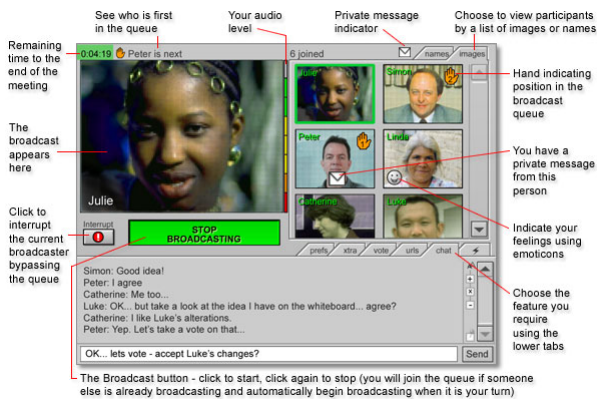 See who is first
in the queue
Your audio
level
Private message
indicator
Choose to view participants
by a list of images or names
Remaining
time to the
end of the
meeting
0:04:19
Peter is next
6 joined
names
images
Julie
Simon
2
Hand indicating
position in the
broadcast
queue
The
broadcast
appears
here
Julie
Peter
1
Linda
You have a
private message
from this
person
Catherine
Luke
Indicate your
feelings using
emoticons
Click to
interrupt
the current
broadcaster
bypassing
the queue
Interrupt
STOP
BROADCASTING
prefs
xtra
vote
urls
chat
Choose the
feature you
require
using the
lower tabs
Simon: Good idea!
Peter: I agree
Catherine: Me too...
Luke: OK... but take a look at the idea I have on the whiteboard... agree?
Catherine: I like Luke's alterations.
Peter: Yep. Let's take a vote on that...
OK... lets vote - accept Luke's changes?
Send
The Broadcast button - click to start, click again to stop (you will join the queue if someone
else is already broadcasting and automatically begin broadcasting when it is your turn)